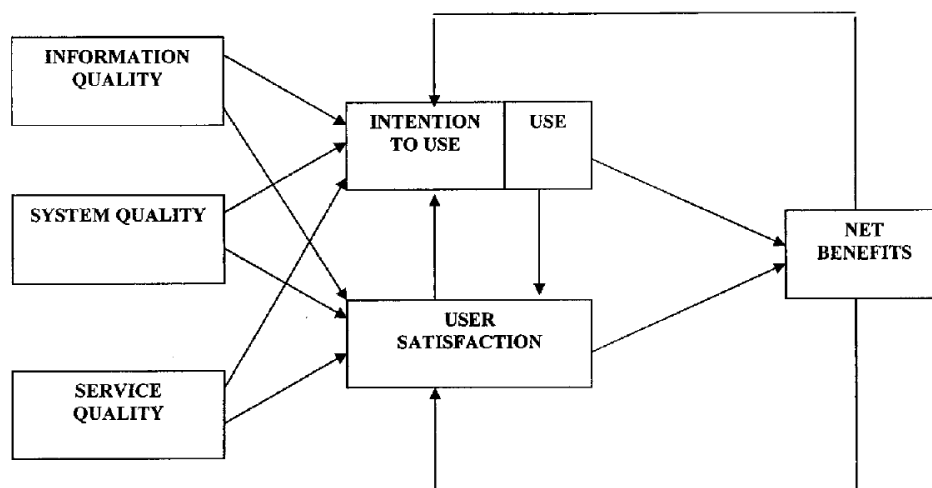 INFORMATION
QUALITY
INTENTION
TO USE
USE
SYSTEM QUALITY
NET
BENEFITS
USER
SATISFACTION
SERVICE
QUALITY